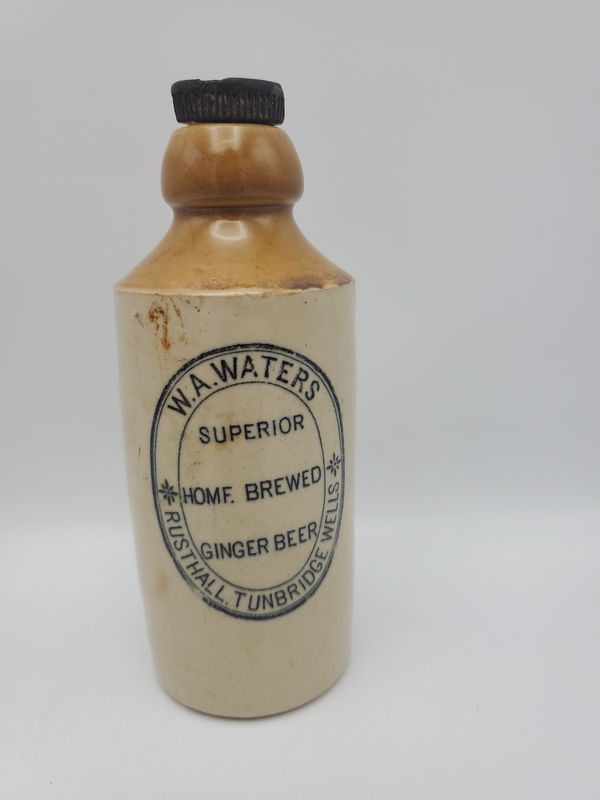 W.A.WATERS
SUPERIOR
HOMF. BREWED
GINGER BEER
RUSTHALL. TUNBRIDGE WELLS